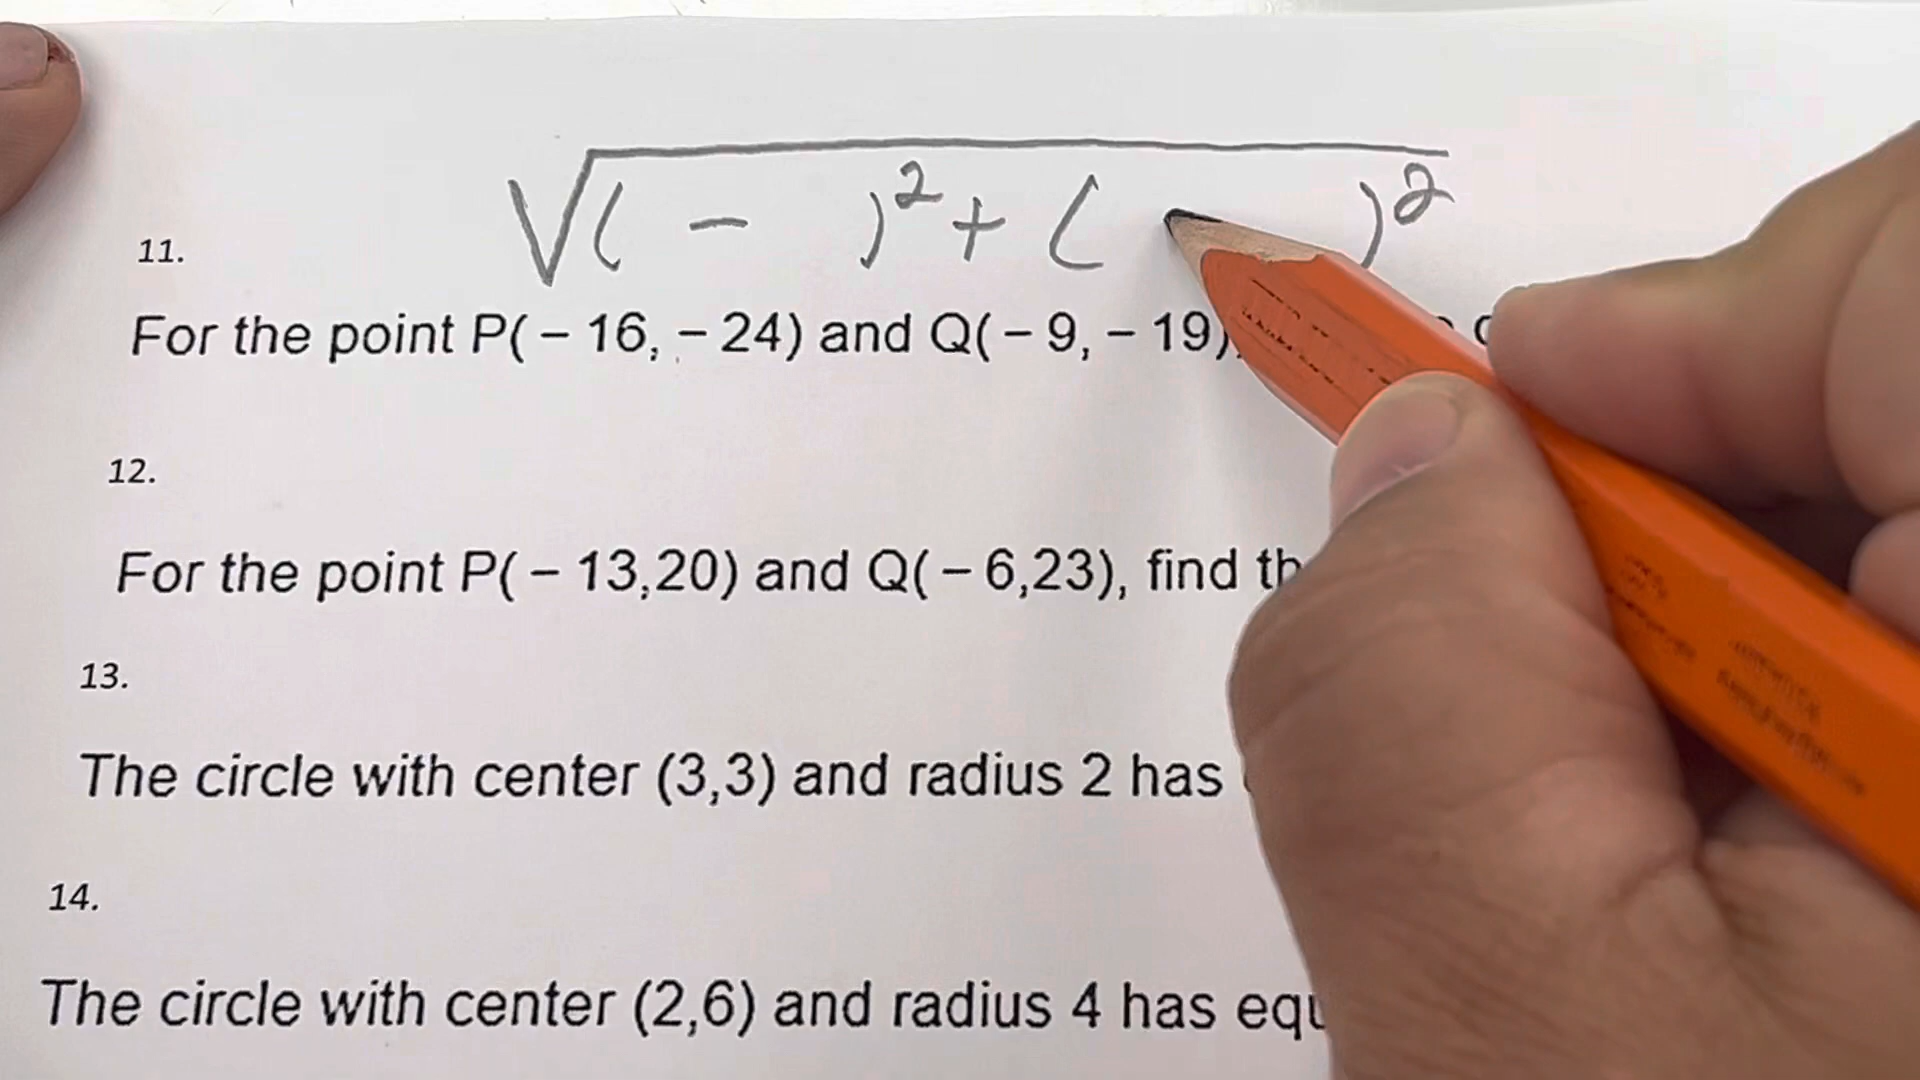 √( - )² + ( )²
11.
For the point P( – 16, – 24) and Q( – 9, – 19)
12.
For the point P( – 13,20) and Q( – 6,23), find
13.
The circle with center (3,3) and radius 2 has
14.
The circle with center (2,6) and radius 4 has